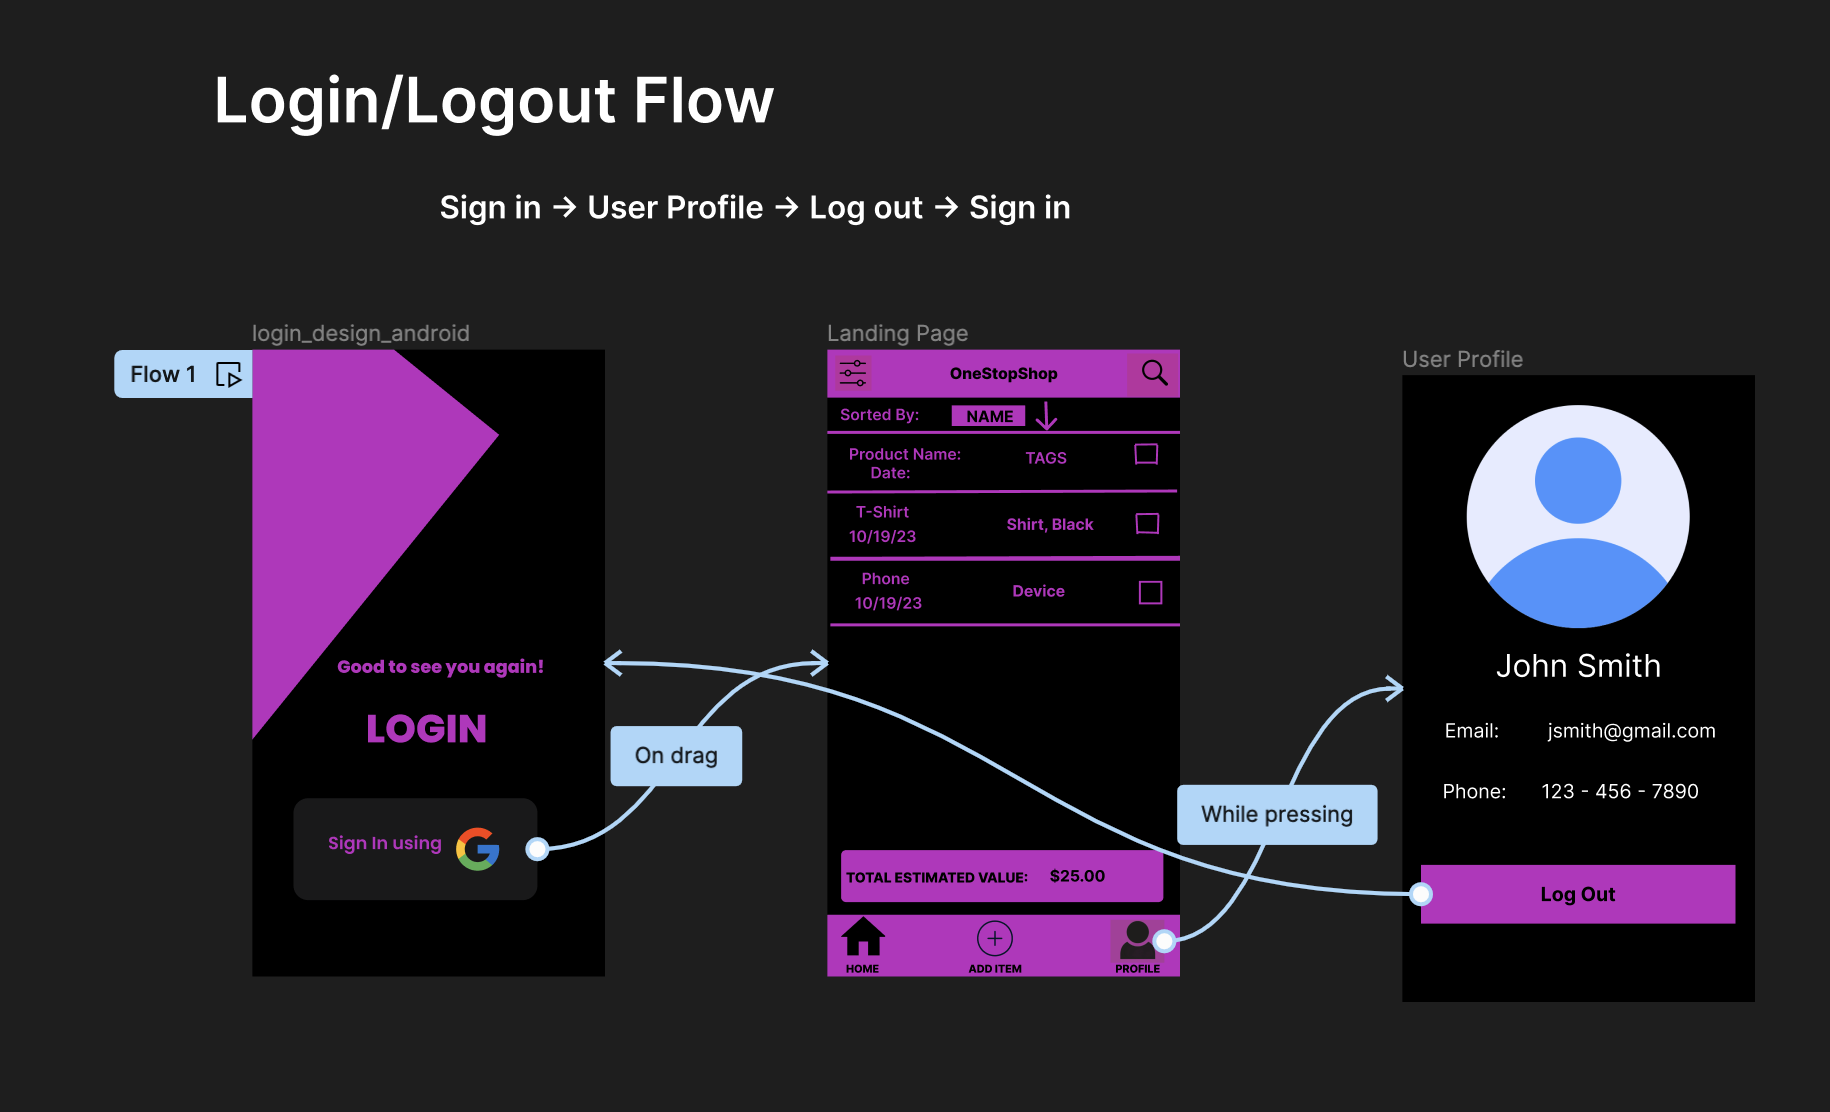 Login/Logout Flow
Sign in → User Profile → Log out → Sign in
login_design_android
Flow 1
Good to see you again!
LOGIN
Sign In using
On drag
Landing Page
OneStopShop
Sorted By: NAME
Product Name: TAGS
Date:
T-Shirt
10/19/23
Shirt, Black
Phone
10/19/23
Device
TOTAL ESTIMATED VALUE: $25.00
HOME
ADD ITEM
PROFILE
While pressing
User Profile
John Smith
Email: jsmith@gmail.com
Phone: 123 - 456 - 7890
Log Out